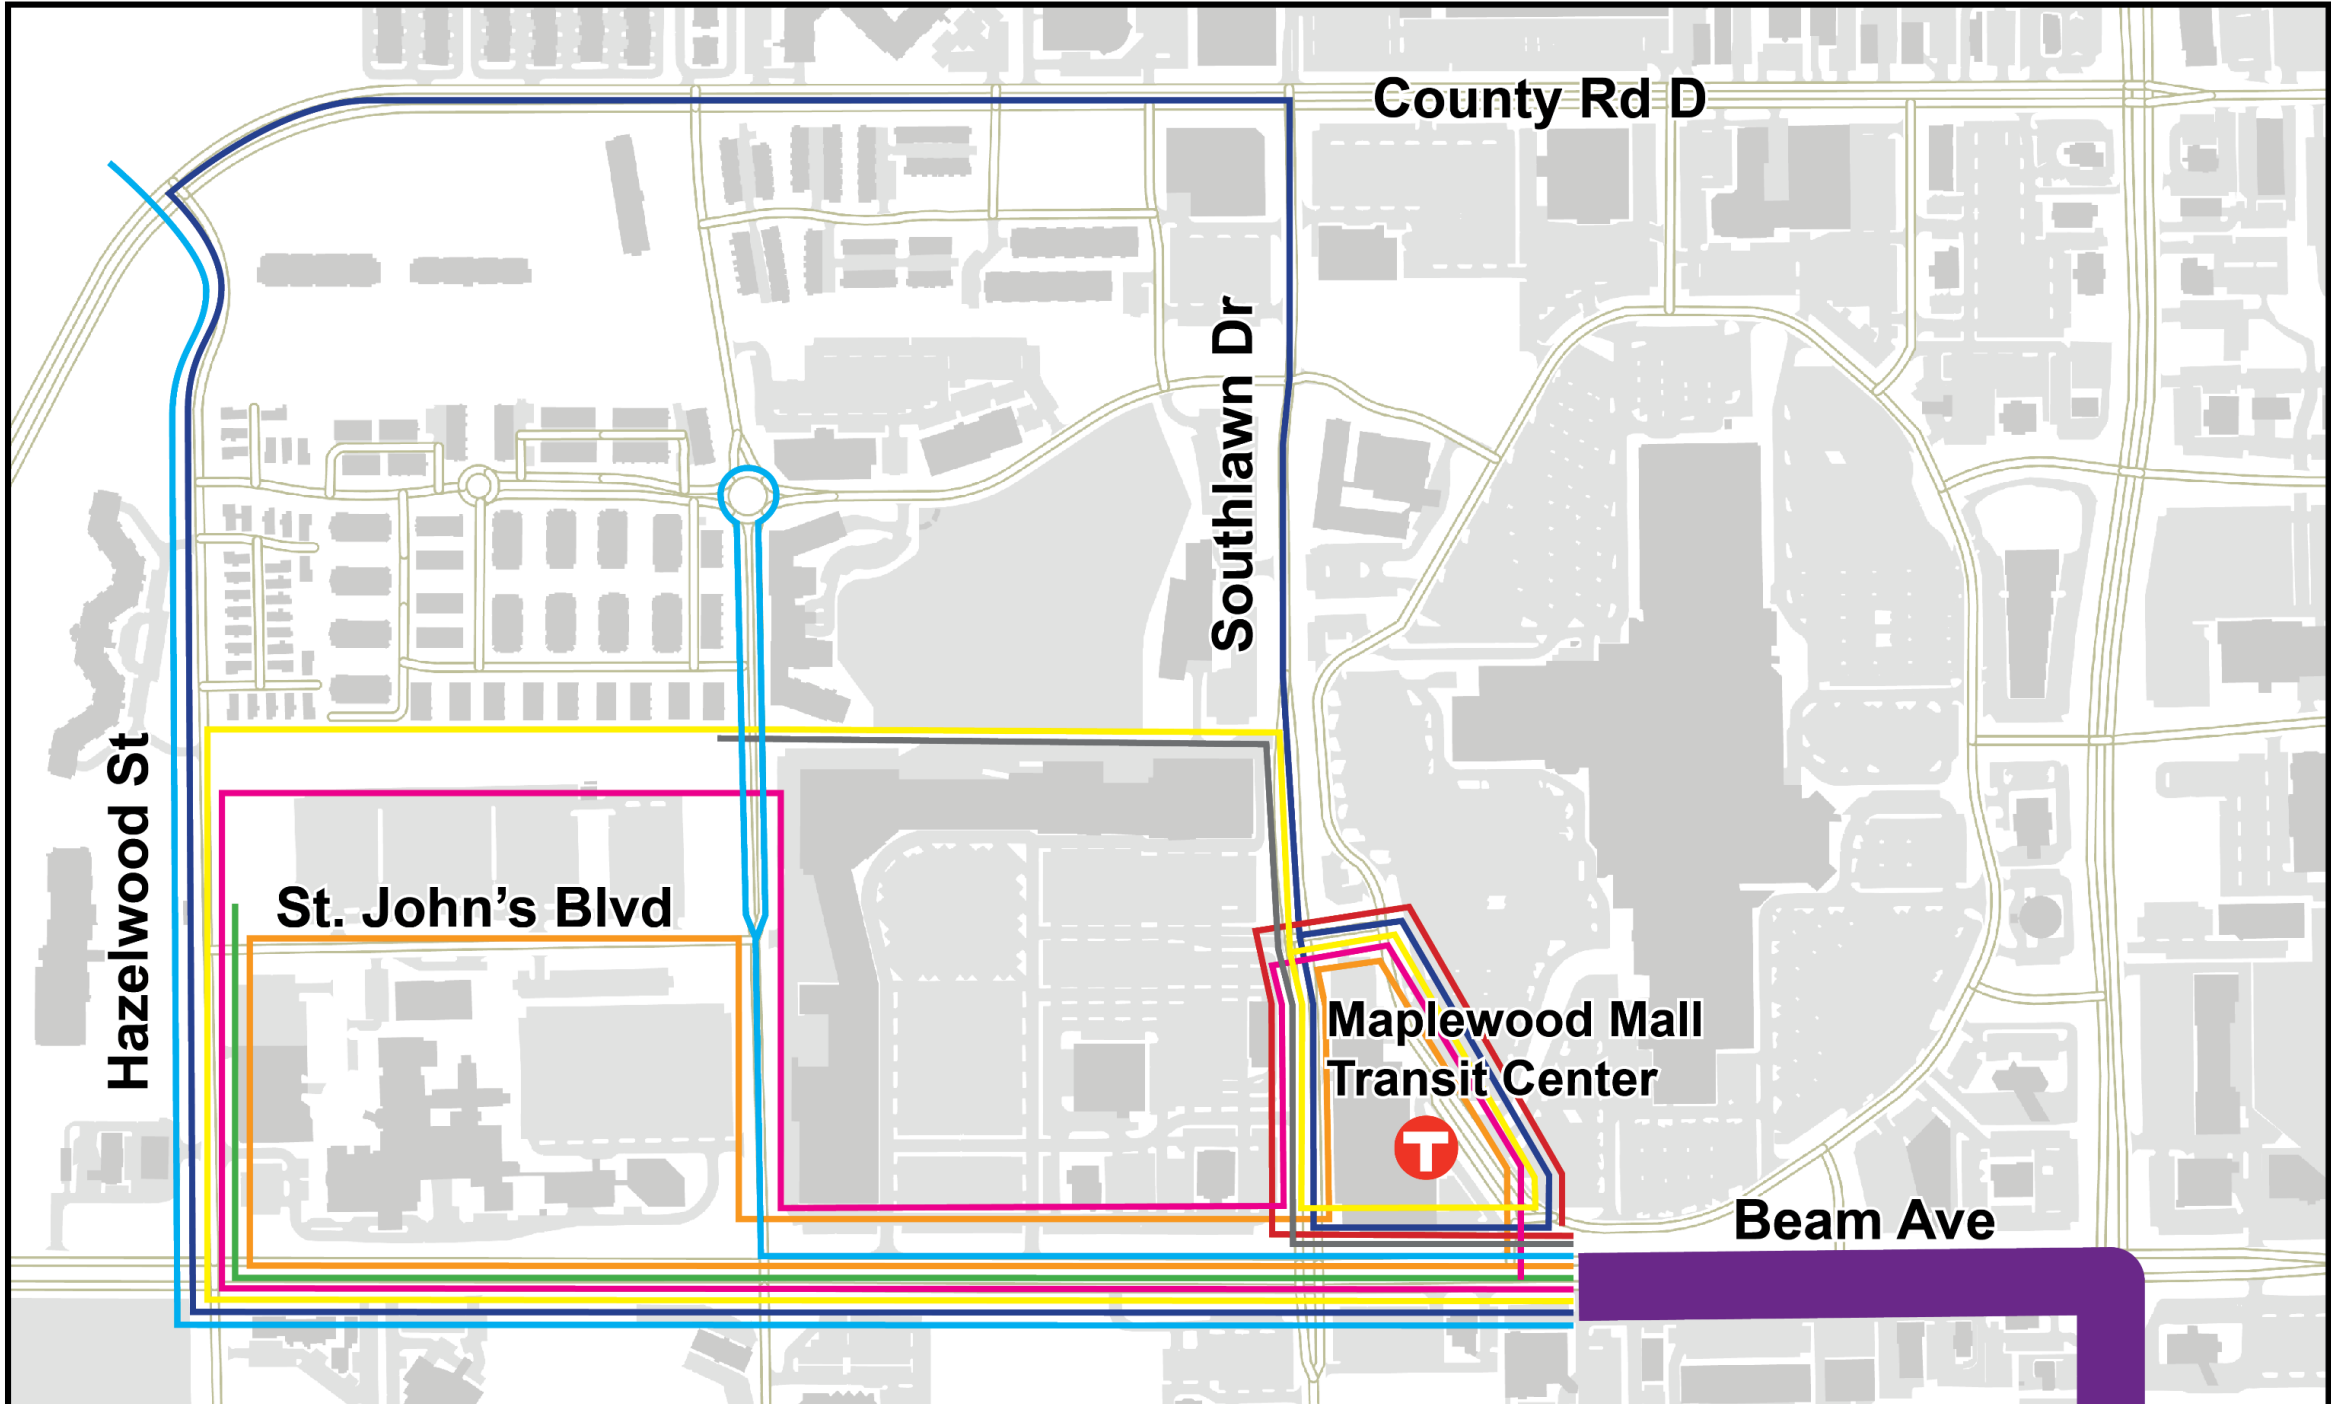 County Rd D
Southlawn Dr
Hazelwood St
St. John's Blvd
Maplewood Mall
Transit Center
T
Beam Ave